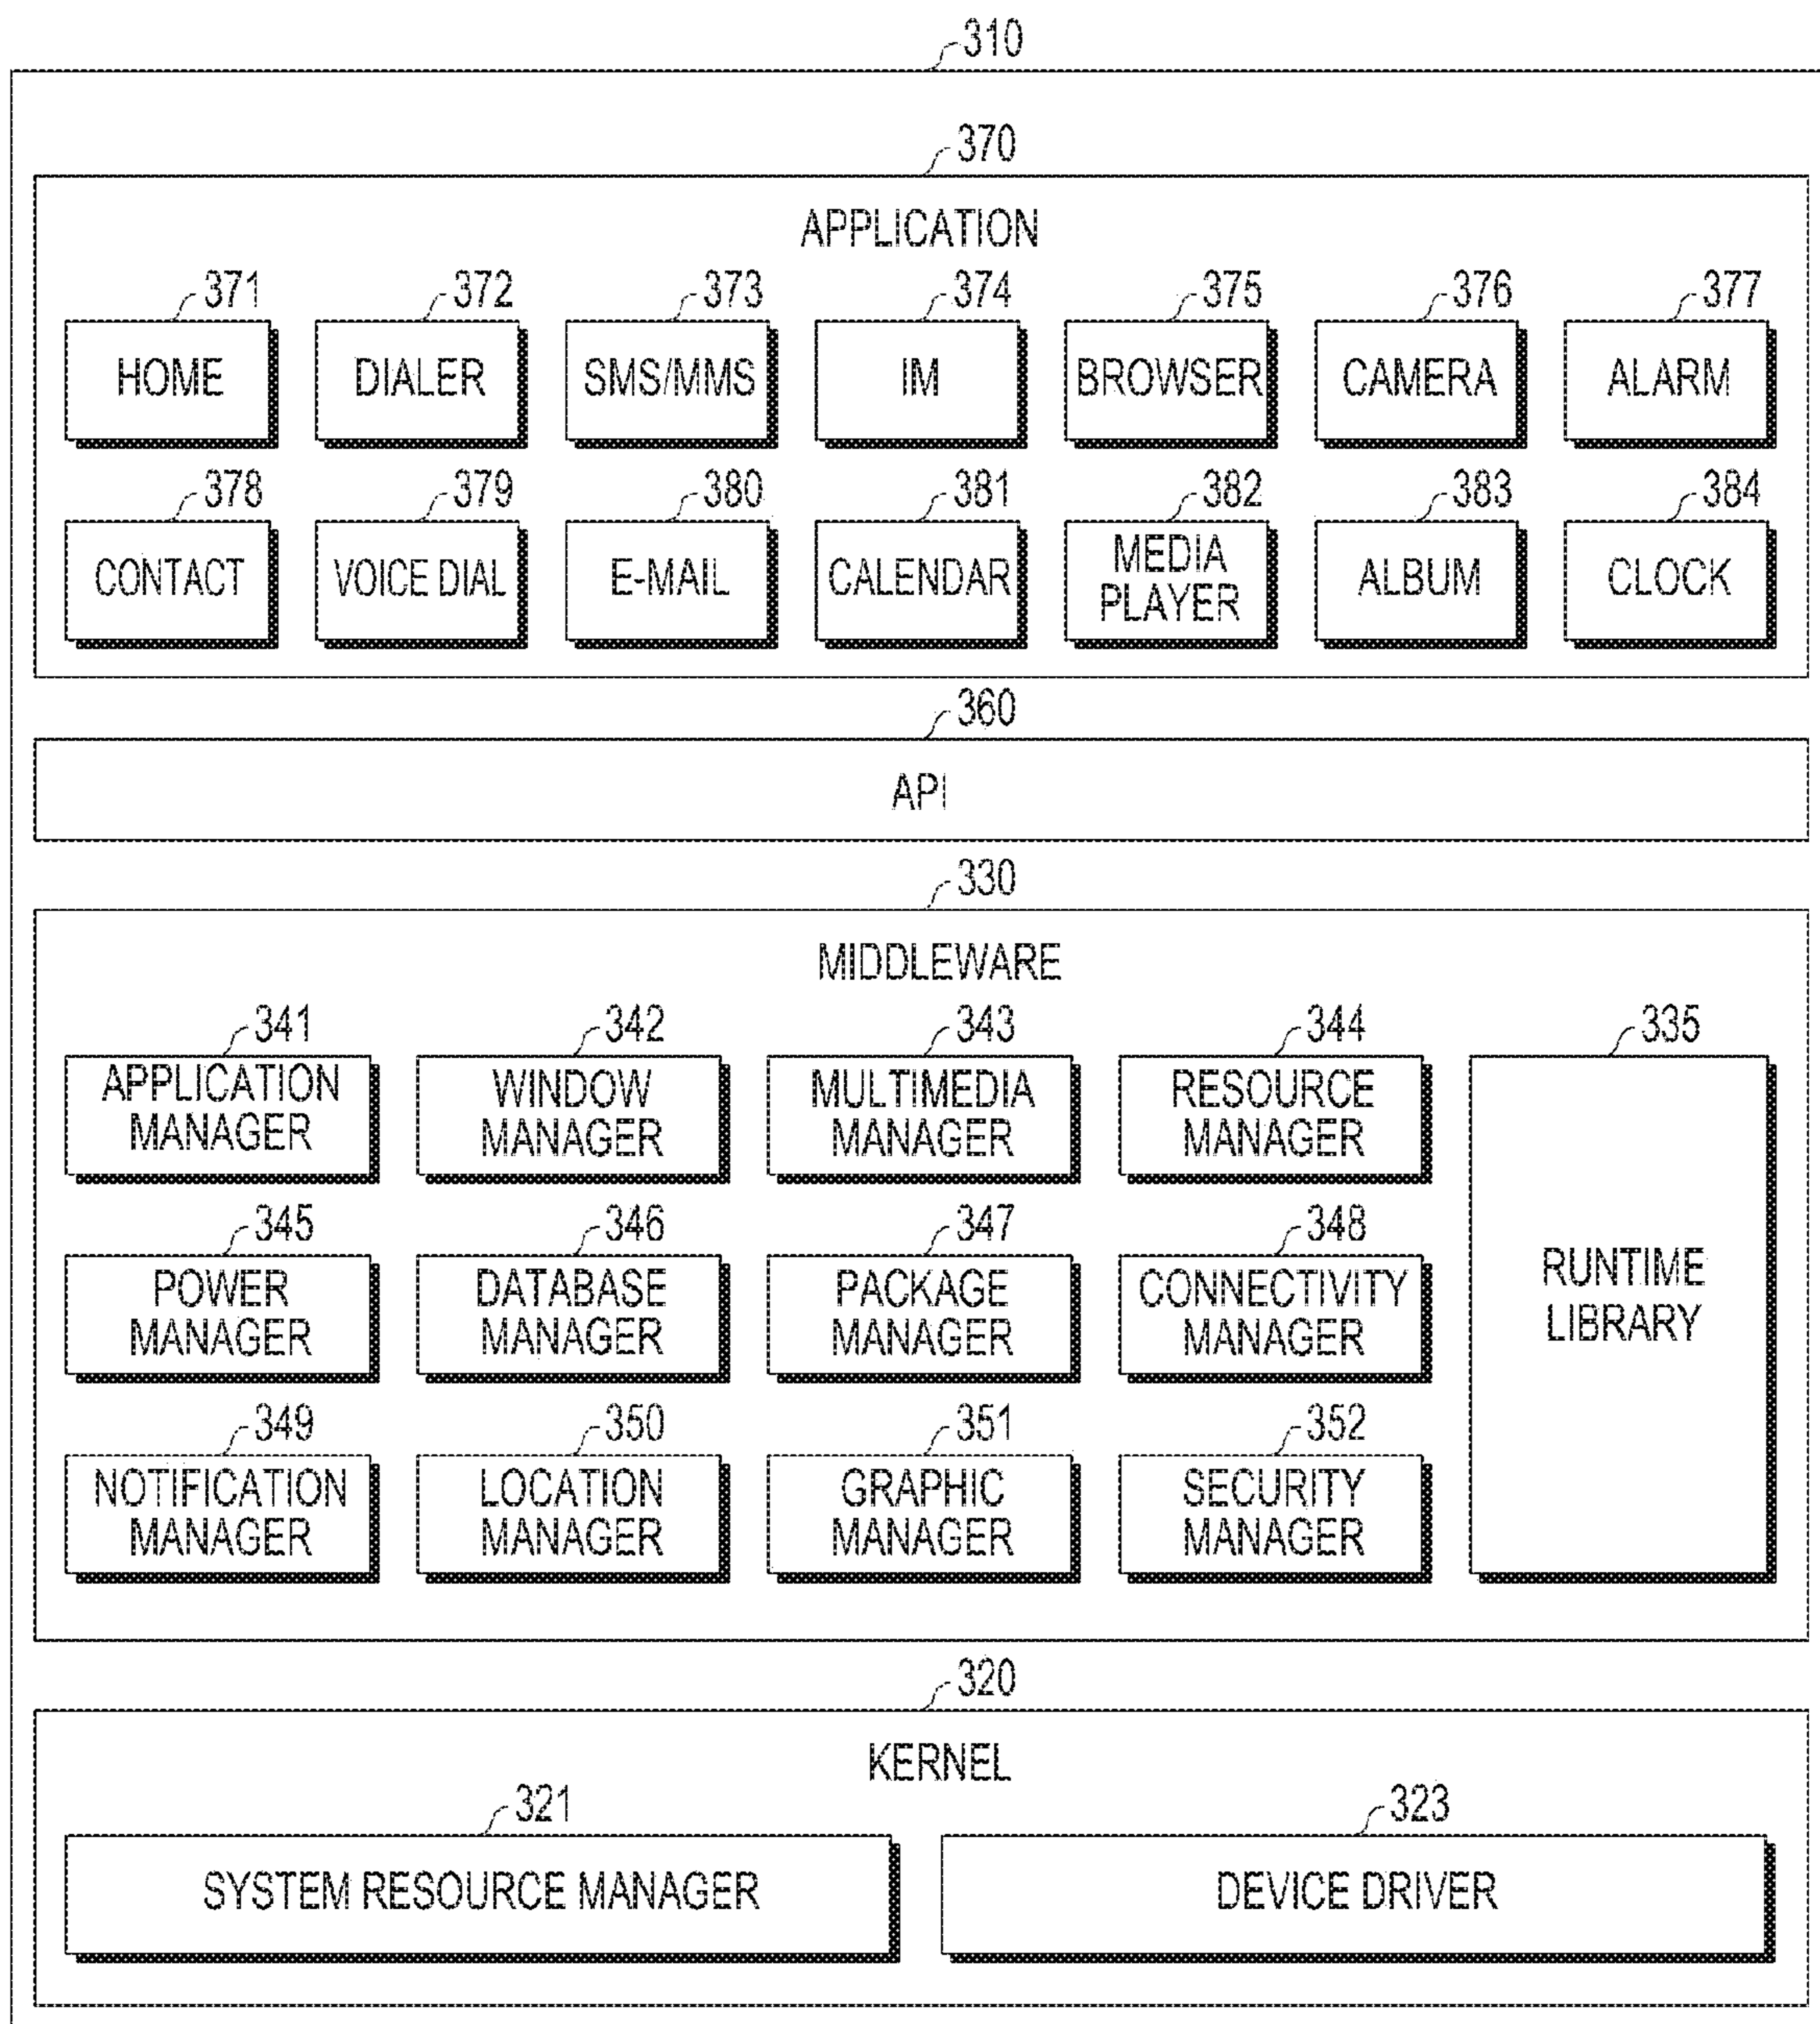 310
370
APPLICATION
371 372 373 374 375 376 377
HOME DIALER SMS/MMS IM BROWSER CAMERA ALARM
378 379 380 381 382 383 384
CONTACT VOICE DIAL E-MAIL CALENDAR MEDIA PLAYER ALBUM CLOCK
360
API
330
MIDDLEWARE
341 342 343 344 335
APPLICATION MANAGER
WINDOW MANAGER
MULTIMEDIA MANAGER
RESOURCE MANAGER
345 346 347 348
POWER MANAGER
DATABASE MANAGER
PACKAGE MANAGER
CONNECTIVITY MANAGER
RUNTIME
LIBRARY
349 350 351 352
NOTIFICATION MANAGER
LOCATION MANAGER
GRAPHIC MANAGER
SECURITY MANAGER
320
KERNEL
321 323
SYSTEM RESOURCE MANAGER DEVICE DRIVER